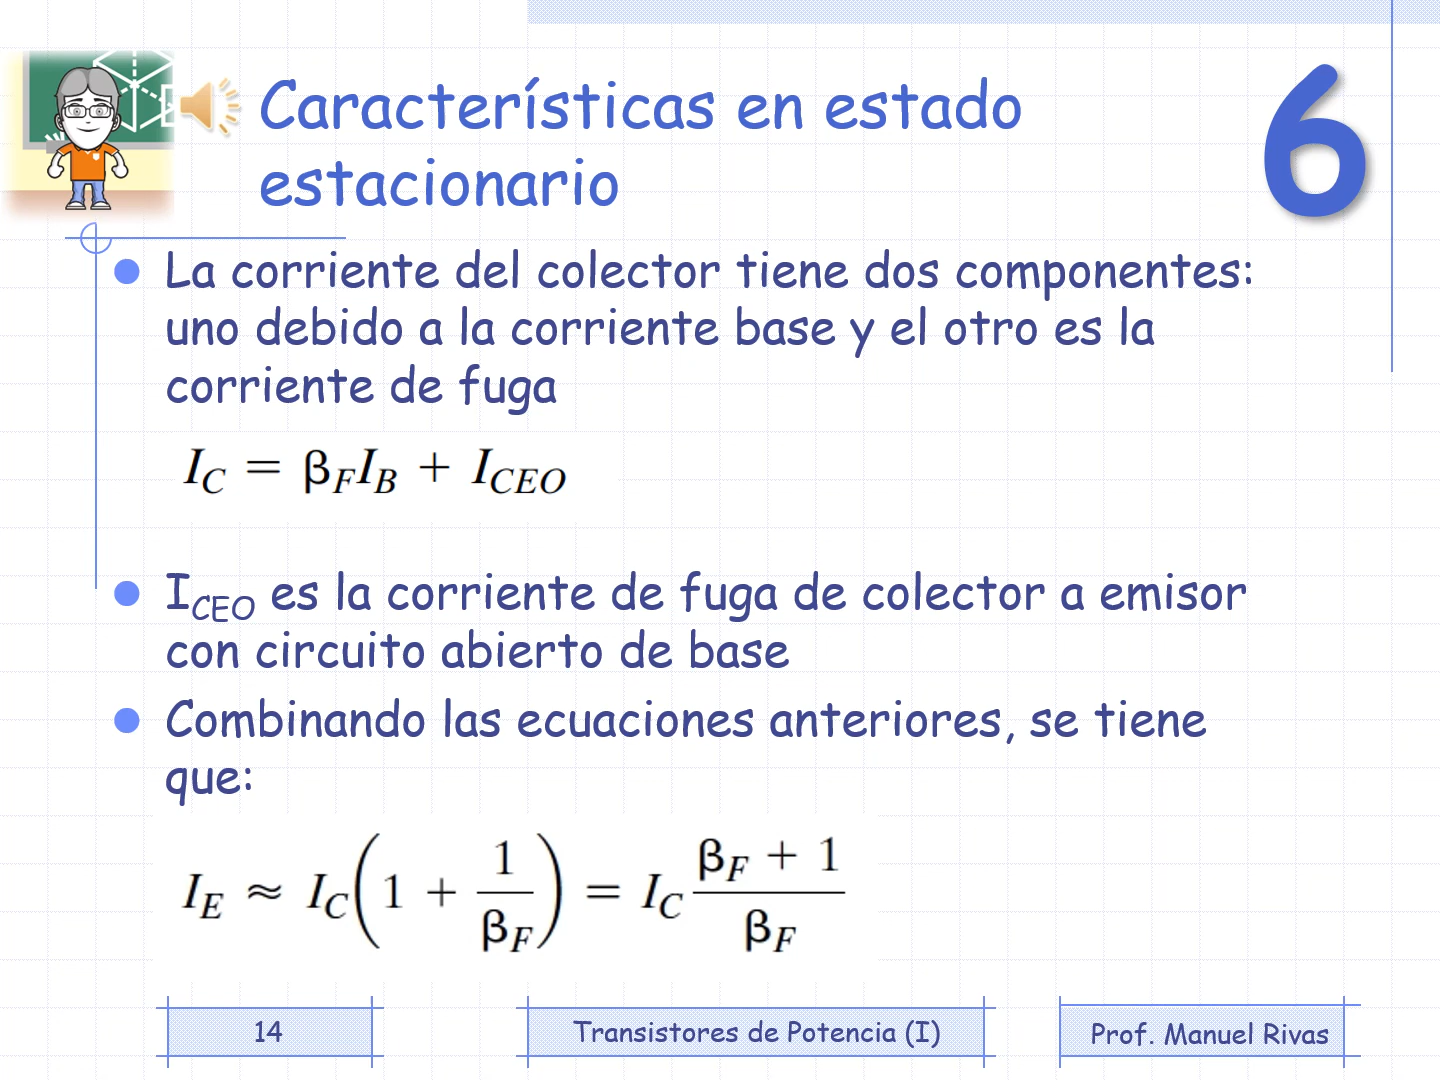 Características en estado
estacionario
6
La corriente del colector tiene dos componentes:
uno debido a la corriente base y el otro es la
corriente de fuga
I_C = β_F I_B + I_CEO
I_CEO es la corriente de fuga de colector a emisor
con circuito abierto de base
Combinando las ecuaciones anteriores, se tiene
que:
I_E ≈ I_C (1 + 1/β_F) = I_C (β_F + 1)/β_F
14
Transistores de Potencia (I)
Prof. Manuel Rivas